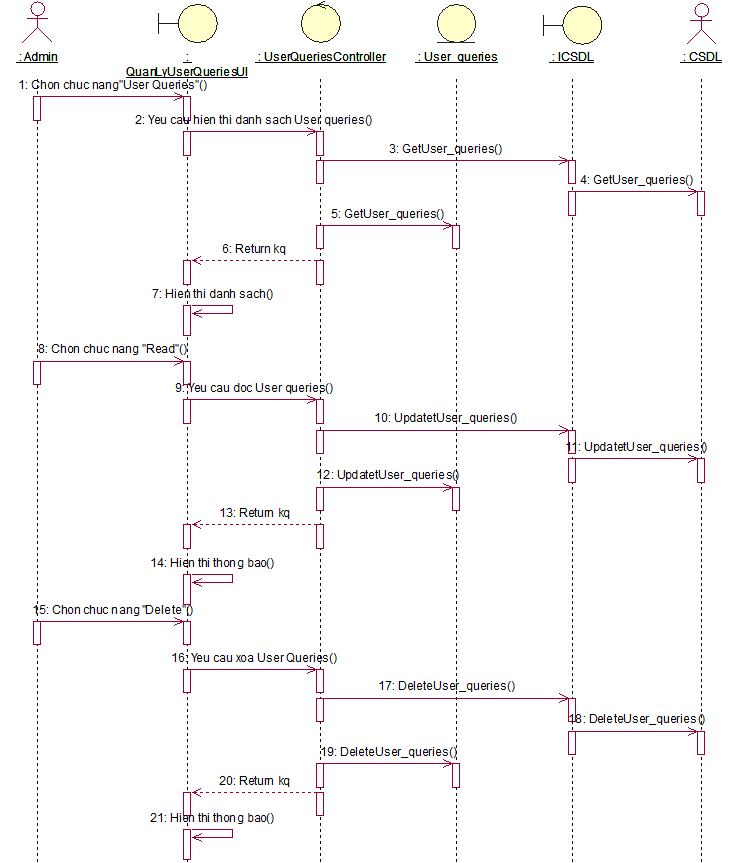 : Admin
:
QuanLyUserQueriesUI
: UserQueriesController
: User_queries
: ICSDL
: CSDL
1: Chon chuc nang"User Queries"()
2: Yeu cau hien thi danh sach User queries()
3: GetUser_queries()
4: GetUser_queries()
5: GetUser_queries()
6: Return kq
7: Hien thi danh sach()
8: Chon chuc nang "Read"()
9: Yeu cau doc User queries()
10: UpdatetUser_queries()
11: UpdatetUser_queries()
12: UpdatetUser_queries()
13: Return kq
14: Hien thi thong bao()
15: Chon chuc nang "Delete"()
16: Yeu cau xoa User Queries()
17: DeleteUser_queries()
18: DeleteUser_queries()
19: DeleteUser_queries()
20: Return kq
21: Hien thi thong bao()